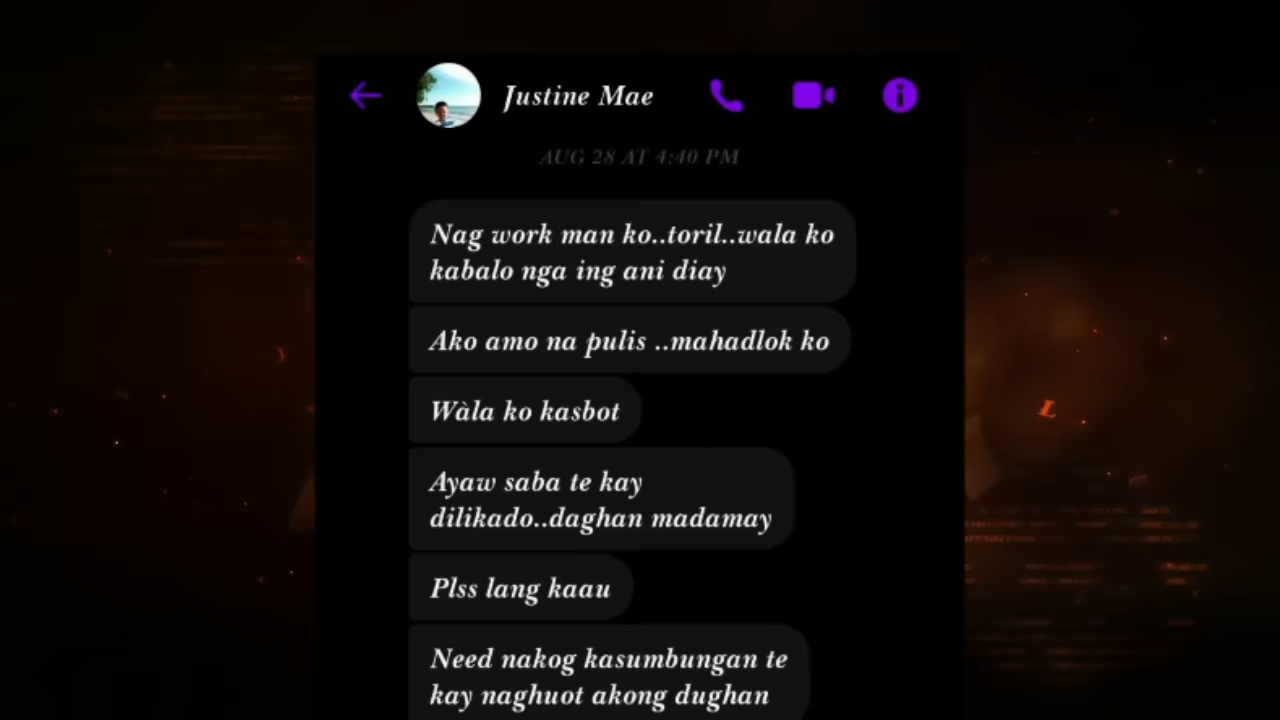 Justine Mae
AUG 28 AT 4:40 PM
Nag work man ko..toril..wala ko
kabalo nga ing ani diay
Ako amo na pulis ..mahadlok ko
Wàla ko kasbot
Ayaw saba te kay
dilikado..daghan madamay
Plss lang kaau
Need nakog kasumbungan te
kay naghuot akong dughan